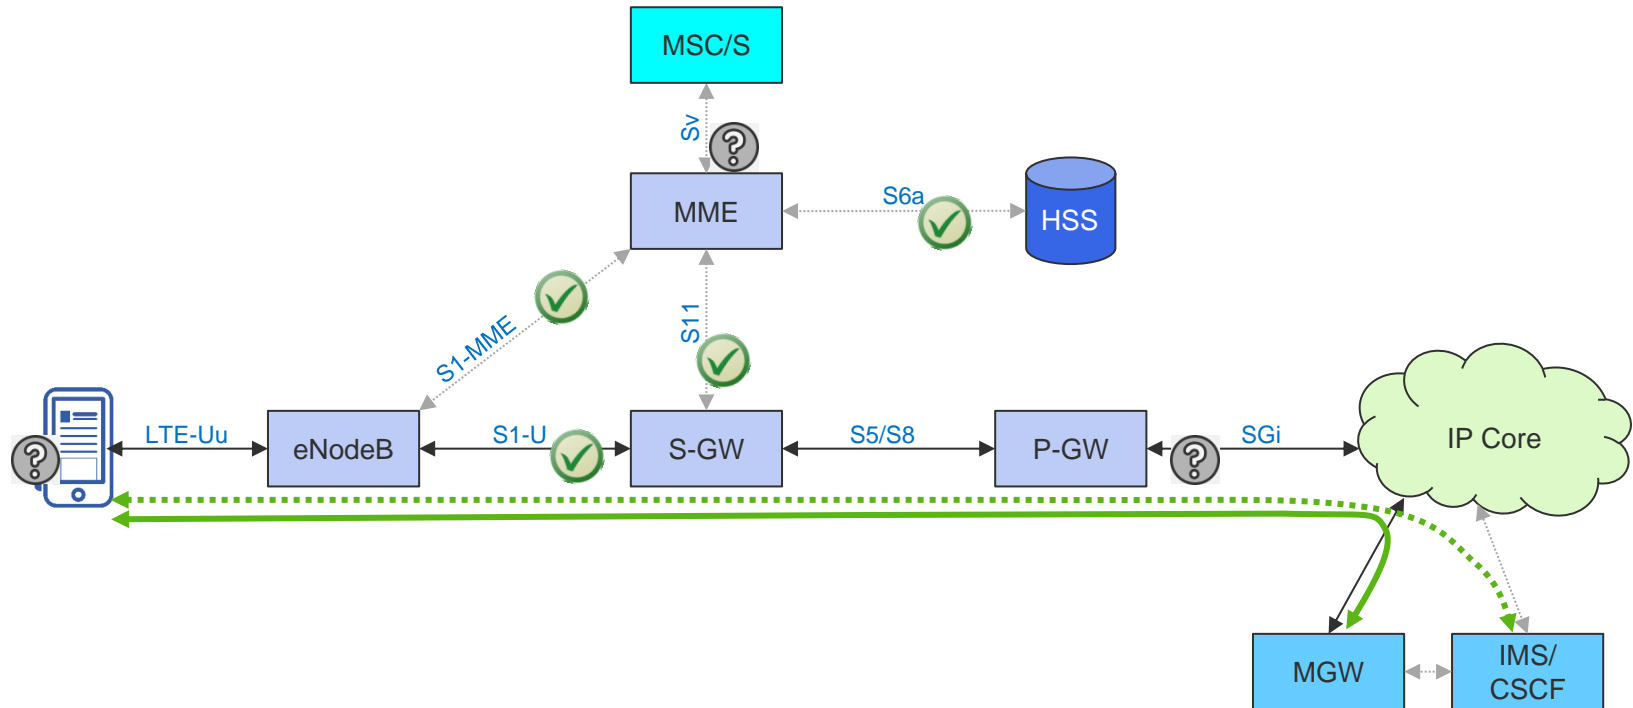 MSC/S
Sv
?
MME
S6a
HSS
S1-MME
S11
?
LTE-Uu
eNodeB
S1-U
S-GW
S5/S8
P-GW
?
SGi
IP Core
MGW
IMS/
CSCF